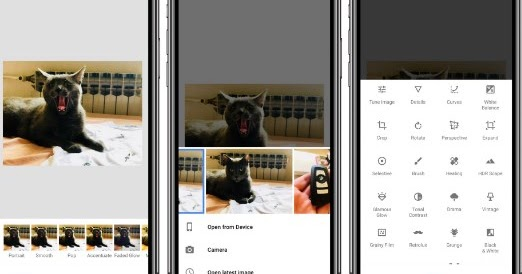 Portrait Smooth Pop Accentuate Faded Glow
Open from Device
Camera
Open latest image
Tune Image Details Curves White
Balance
Crop Rotate Perspective Expand
Selective Brush Healing HDR Scape
Glamour Tonal Drama Vintage
Glow Contrast
Grainy Film Retrolux Grunge Black
& White